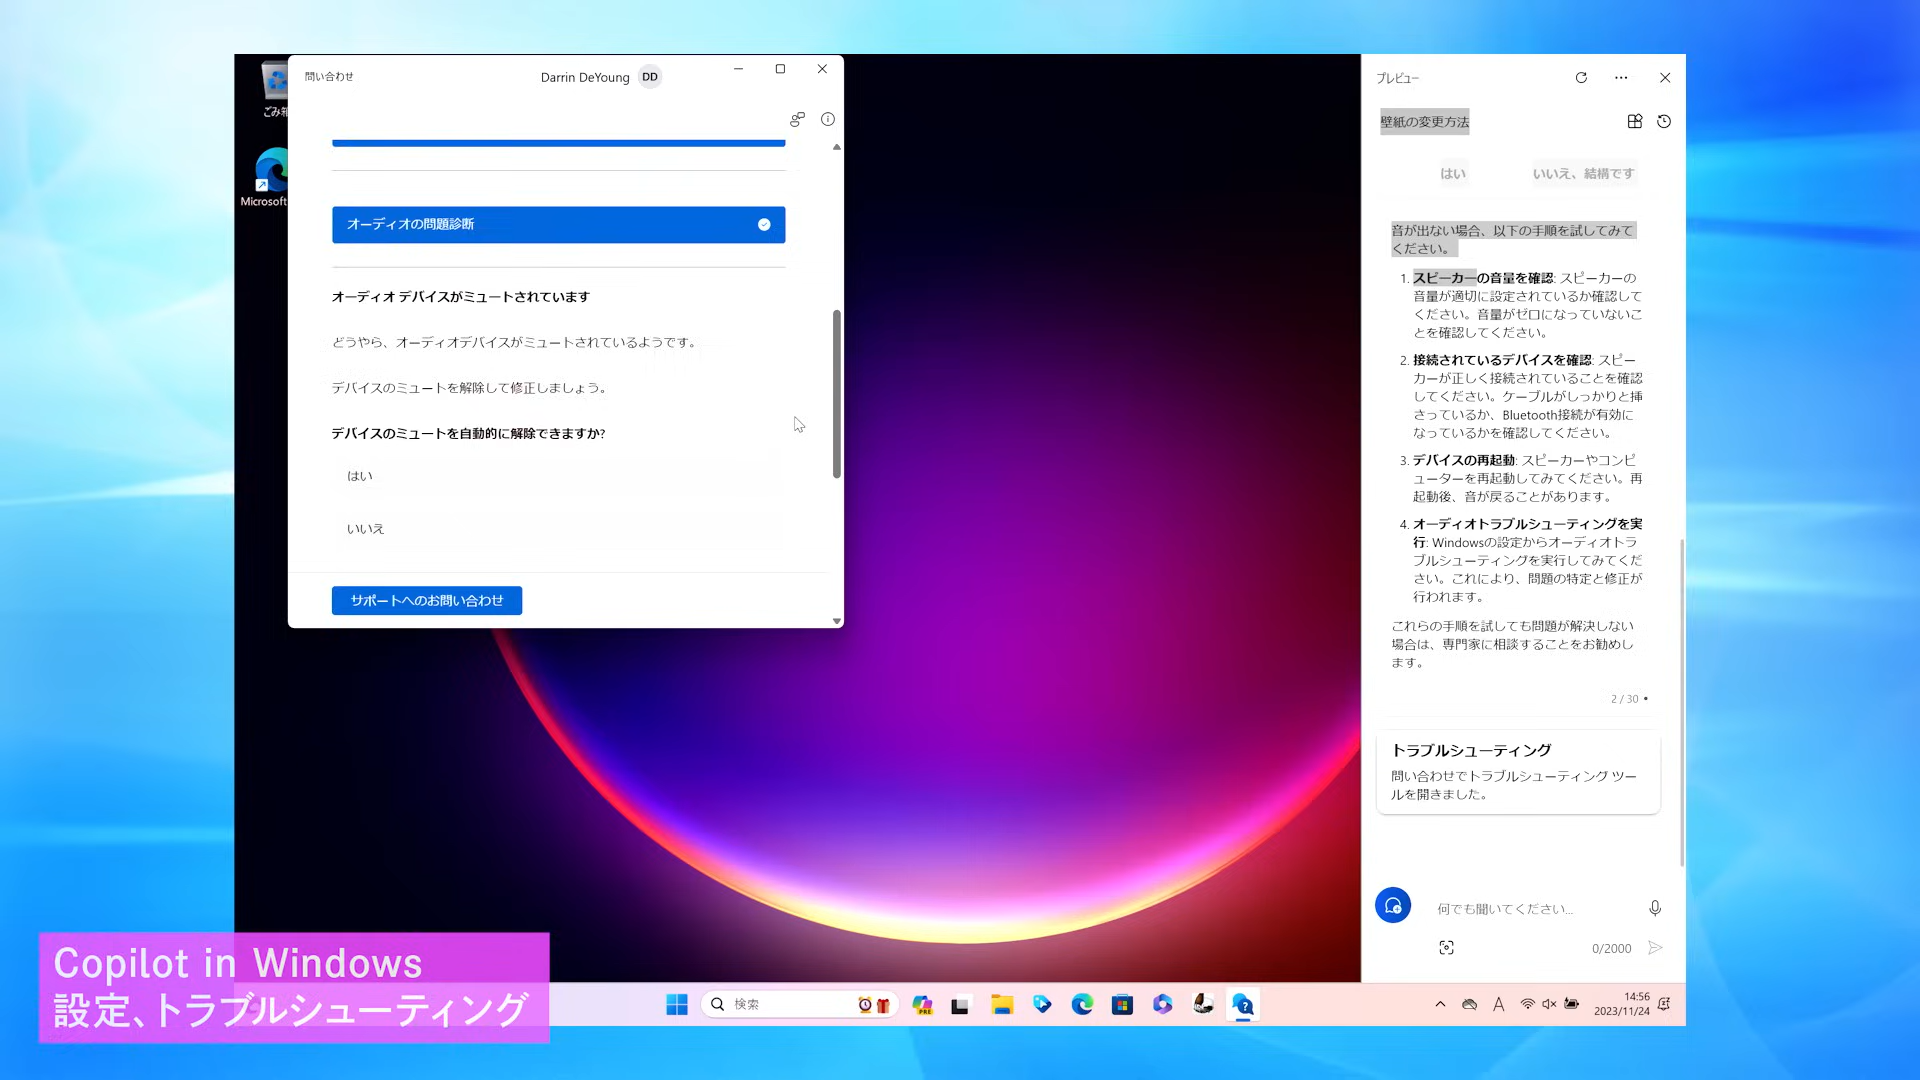 ごみ箱
Microsoft
問い合わせ
Darrin DeYoung DD
オーディオの問題診断
オーディオ デバイスがミュートされています
どうやら、オーディオデバイスがミュートされているようです。
デバイスのミュートを解除して修正しましょう。
デバイスのミュートを自動的に解除できますか?
はい
いいえ
サポートへのお問い合わせ
プレビュー
壁紙の変更方法
はい いいえ、結構です
音が出ない場合、以下の手順を試してみて
ください。
1. スピーカーの音量を確認: スピーカーの
音量が適切に設定されているか確認して
ください。音量がゼロになっていないこ
とを確認してください。
2. 接続されているデバイスを確認: スピー
カーが正しく接続されていることを確認
してください。ケーブルがしっかりと挿
さっているか、Bluetooth接続が有効に
なっているかを確認してください。
3. デバイスの再起動: スピーカーやコンピ
ューターを再起動してみてください。再
起動後、音が戻ることがあります。
4. オーディオトラブルシューティングを実
行: Windowsの設定からオーディオトラ
ブルシューティングを実行してみてくだ
さい。これにより、問題の特定と修正が
行われます。
これらの手順を試しても問題が解決しない
場合は、専門家に相談することをお勧めし
ます。
2 / 30
トラブルシューティング
問い合わせでトラブルシューティング ツー
ルを開きました。
何でも聞いてください...
0/2000
Copilot in Windows
設定、トラブルシューティング
検索
PRE
A
14:56
2023/11/24